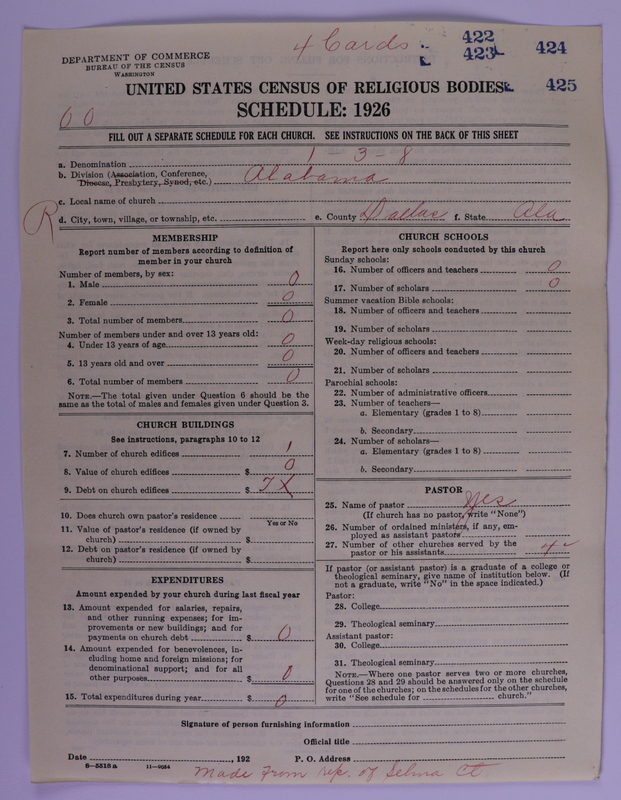 4 Cards
422
423
424
425
DEPARTMENT OF COMMERCE
BUREAU OF THE CENSUS
WASHINGTON
UNITED STATES CENSUS OF RELIGIOUS BODIES
SCHEDULE: 1926
0 0
FILL OUT A SEPARATE SCHEDULE FOR EACH CHURCH. SEE INSTRUCTIONS ON THE BACK OF THIS SHEET
a. Denomination 1-3-8
b. Division (Association, Conference, Diocese, Presbytery, Synod, etc.) Alabama
c. Local name of church
R
d. City, town, village, or township, etc. e. County Dallas f. State Ala
MEMBERSHIP
Report number of members according to definition of
member in your church
Number of members, by sex:
1. Male 0
2. Female 0
3. Total number of members 0
Number of members under and over 13 years old:
4. Under 13 years of age 0
5. 13 years old and over 0
6. Total number of members 0
NOTE.—The total given under Question 6 should be the
same as the total of males and females given under Question 3.
CHURCH BUILDINGS
See instructions, paragraphs 10 to 12
7. Number of church edifices 1
8. Value of church edifices $ 0
9. Debt on church edifices $ 7X
10. Does church own pastor's residence
Yes or No
11. Value of pastor's residence (if owned by
church) $
12. Debt on pastor's residence (if owned by
church) $
EXPENDITURES
Amount expended by your church during last fiscal year
13. Amount expended for salaries, repairs,
and other running expenses; for im-
provements or new buildings; and for
payments on church debt $ 0
14. Amount expended for benevolences, in-
cluding home and foreign missions; for
denominational support; and for all
other purposes $ 0
15. Total expenditures during year $ 0
CHURCH SCHOOLS
Report here only schools conducted by this church
Sunday schools:
16. Number of officers and teachers 0
17. Number of scholars 0
Summer vacation Bible schools:
18. Number of officers and teachers
19. Number of scholars
Week-day religious schools:
20. Number of officers and teachers
21. Number of scholars
Parochial schools:
22. Number of administrative officers
23. Number of teachers—
a. Elementary (grades 1 to 8)
b. Secondary
24. Number of scholars—
a. Elementary (grades 1 to 8)
b. Secondary
PASTOR
25. Name of pastor Yes
(If church has no pastor, write "None")
26. Number of ordained ministers, if any, em-
ployed as assistant pastors
27. Number of other churches served by the
pastor or his assistants 4
If pastor (or assistant pastor) is a graduate of a college or
theological seminary, give name of institution below. (If
not a graduate, write "No" in the space indicated.)
Pastor:
28. College
29. Theological seminary
Assistant pastor:
30. College
31. Theological seminary
NOTE.—Where one pastor serves two or more churches,
Questions 28 and 29 should be answered only on the schedule
for one of the churches; on the schedules for the other churches,
write "See schedule for church."
Signature of person furnishing information
Official title
Date , 192 P. O. Address
8—5518a 11—9554
Made from rep. of Selma Ct